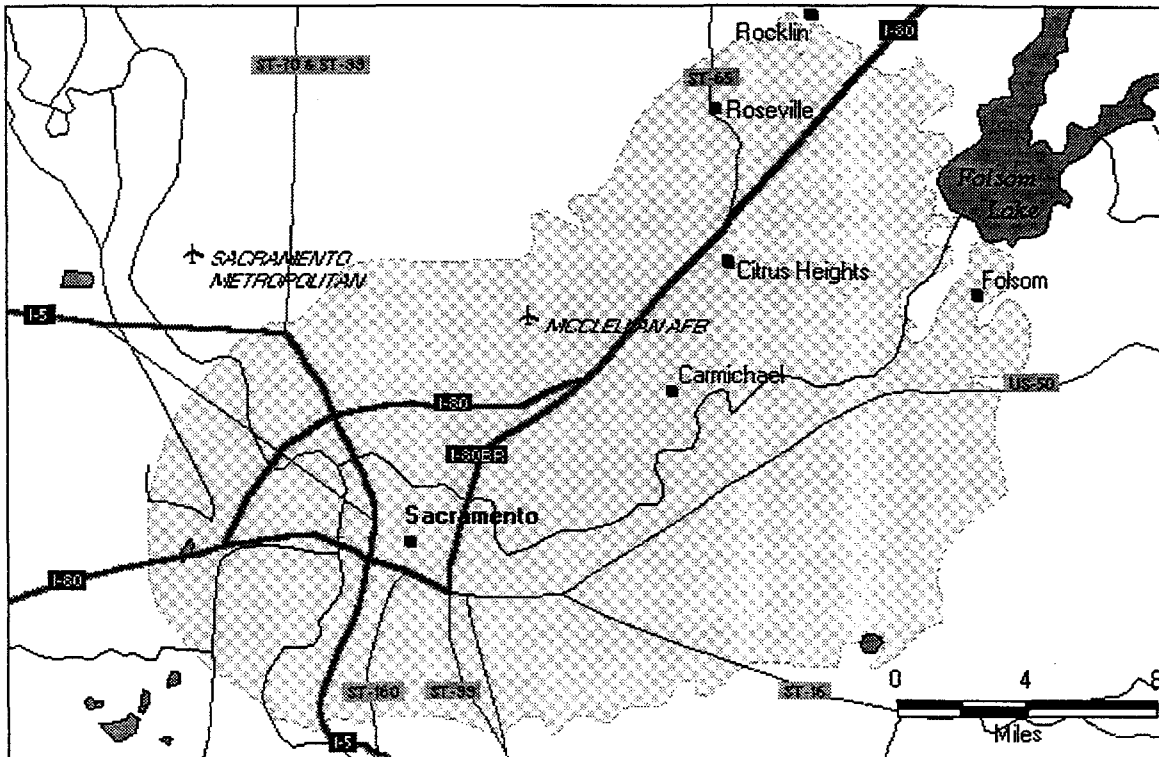 Rocklin
I-80
ST-70 & ST-99
ST-65
Roseville
Folsom
Lake
SACRAMENTO
METROPOLITAN
Citrus Heights
Folsom
I-5
MCCLELLAN AFB
Carmichael
US-50
I-80
I-80BR
Sacramento
I-80
ST-160
ST-99
ST-16
0 4 8
Miles
I-5